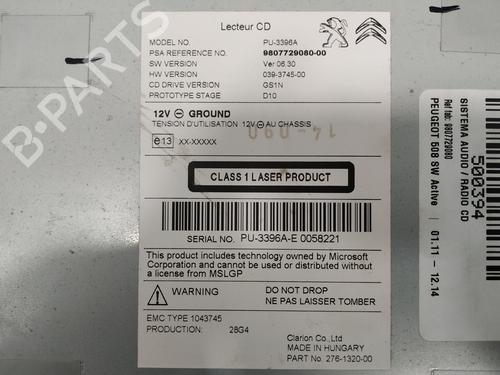 Lecteur CD
MODEL NO. PU-3396A
PSA REFERENCE NO. 9807729080-00
SW VERSION Ver 06.30
HW VERSION 039-3745-00
CD DRIVE VERSION GS1N
PROTOTYPE STAGE D10
12V ⊖ GROUND
TENSION D'UTILISATION 12V ⊖ AU CHASSIS
14-090
e13 XX-XXXXX
CLASS 1 LASER PRODUCT
SERIAL NO. PU-3396A-E 0058221
This product includes technology owned by Microsoft
Corporation and cannot be used or distributed without
a license from MSLGP
WARNING DO NOT DROP
NE PAS LAISSER TOMBER
EMC TYPE 1043745
PRODUCTION: 28G4
Clarion Co.,Ltd
MADE IN HUNGARY
PART No. 276-1320-00
500394
SISTEMA AUDIO / RADIO CD
Ref fab: 9807729080
PEUGEOT 508 SW Active | 01.11 - 12.14
B-PARTS